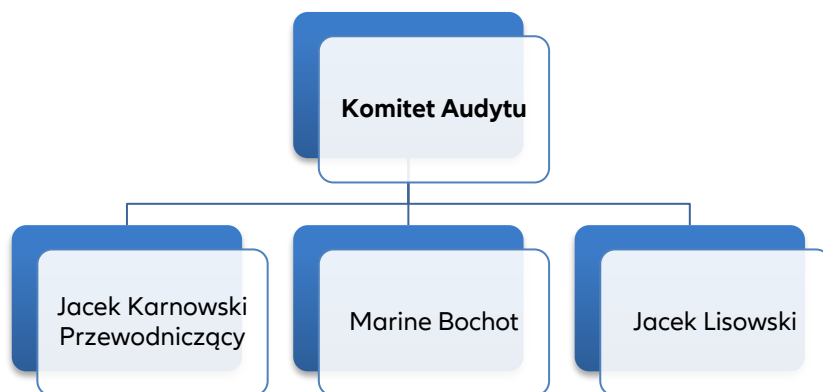 Komitet Audytu
Jacek Karnowski
Przewodniczący
Marine Bochot
Jacek Lisowski